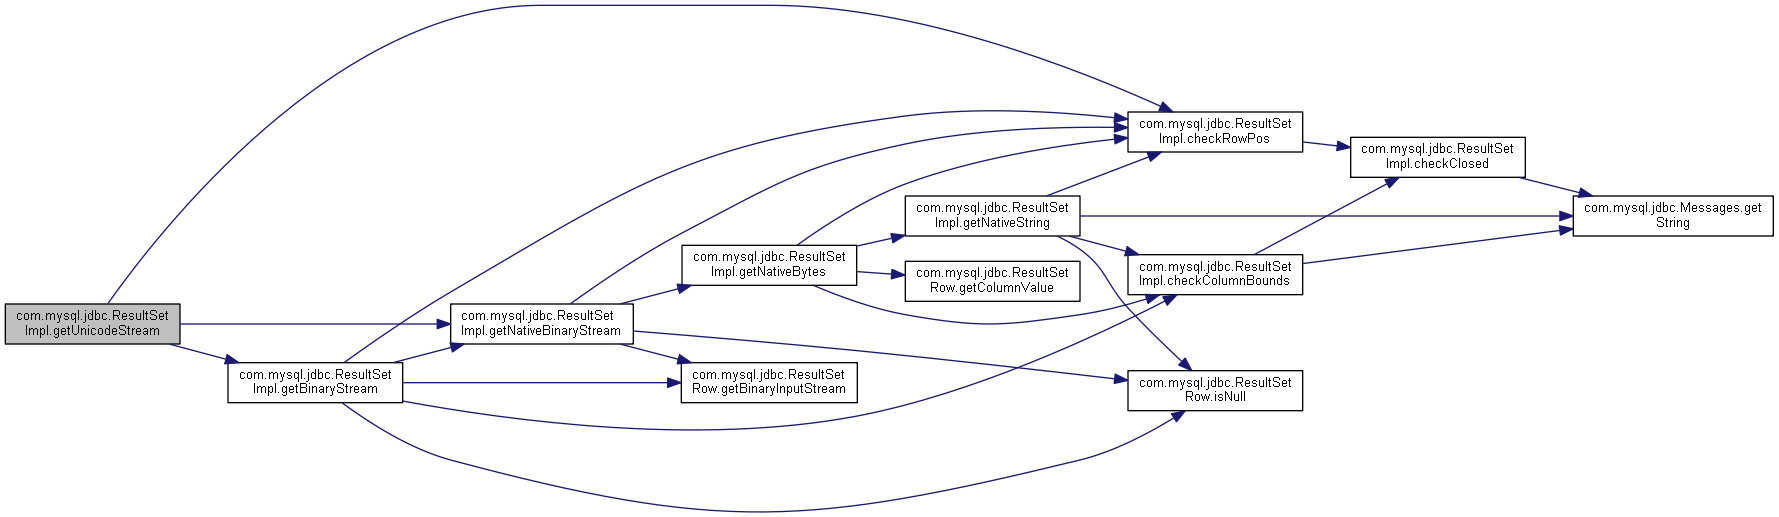 com.mysql.jdbc.ResultSet
Impl.getUnicodeStream
com.mysql.jdbc.ResultSet
Impl.getBinaryStream
com.mysql.jdbc.ResultSet
Impl.getNativeBinaryStream
com.mysql.jdbc.ResultSet
Impl.getNativeBytes
com.mysql.jdbc.ResultSet
Row.getBinaryInputStream
com.mysql.jdbc.ResultSet
Impl.getNativeString
com.mysql.jdbc.ResultSet
Row.getColumnValue
com.mysql.jdbc.ResultSet
Impl.checkRowPos
com.mysql.jdbc.ResultSet
Impl.checkColumnBounds
com.mysql.jdbc.ResultSet
Row.isNull
com.mysql.jdbc.ResultSet
Impl.checkClosed
com.mysql.jdbc.Messages.get
String